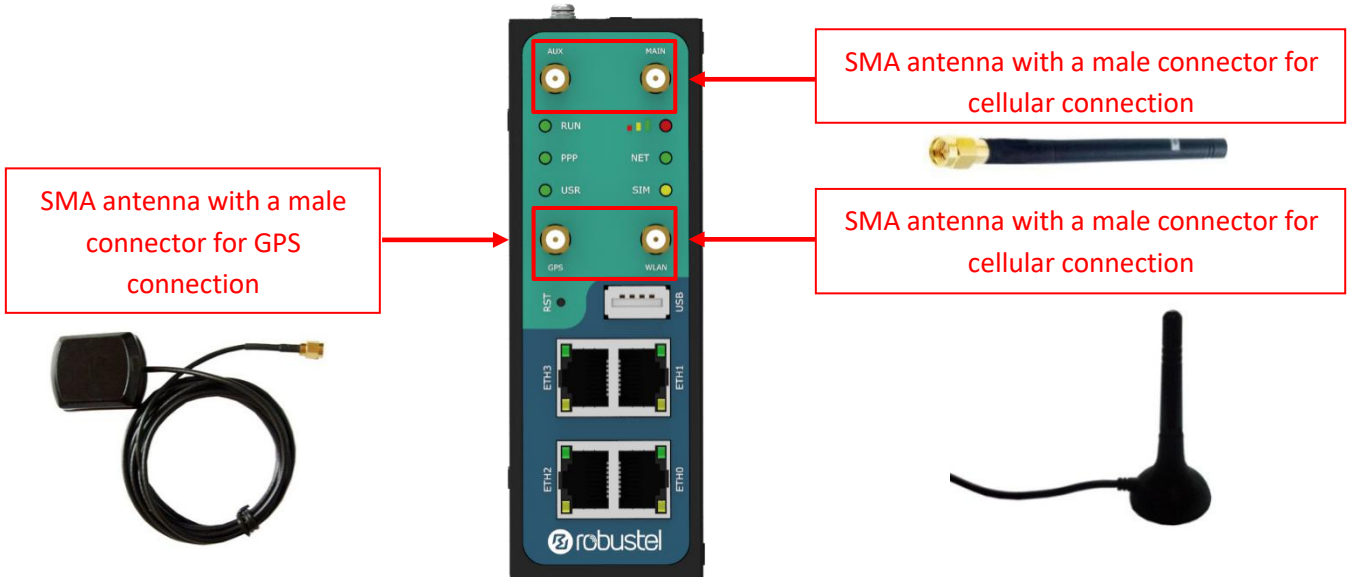 AUX MAIN
SMA antenna with a male connector for
cellular connection
RUN
PPP NET
USR SIM
SMA antenna with a male
connector for GPS
connection
SMA antenna with a male connector for
cellular connection
GPS WLAN
RST USB
ETH3 ETH1
ETH2 ETH0
robustel